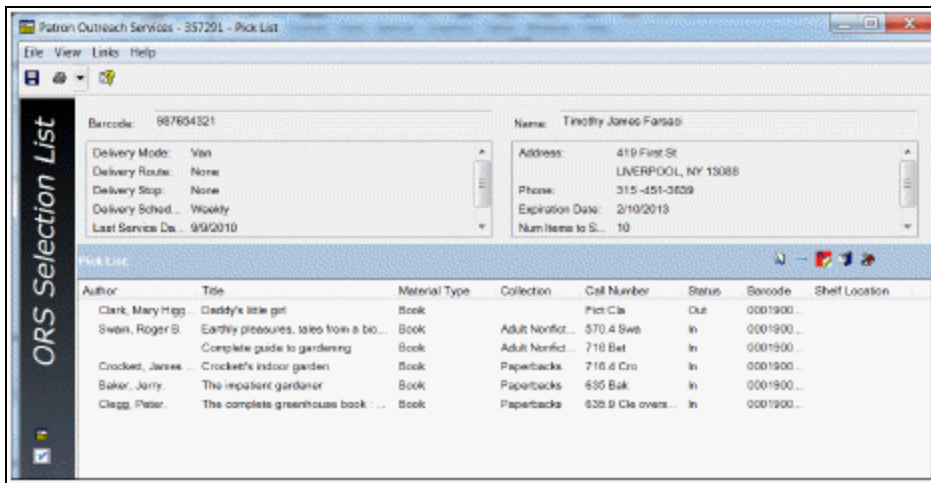 Patron Outreach Services - 357291 - Pick List
File View Links Help
ORS Selection List
Barcode: 987654321
Name: Timothy James Farsaci
Delivery Mode: Van
Delivery Route: None
Delivery Stop: None
Delivery Sched... Weekly
Last Service Da... 9/9/2010
Address: 419 First St
LIVERPOOL, NY 13088
Phone: 315-451-3639
Expiration Date: 2/10/2013
Num Items to S... 10
Pick List
Author Title Material Type Collection Call Number Status Barcode Shelf Location
Clark, Mary Higg... Daddy's little girl Book Fict Cla Out 0001900...
Swain, Roger B. Earthly pleasures, tales from a bio... Book Adult Nonfict... 570.4 Swa In 0001900...
Complete guide to gardening Book Adult Nonfict... 716 Bet In 0001900...
Crockett, James ... Crockett's indoor garden Book Paperbacks 716.4 Cro In 0001900...
Baker, Jerry. The impatient gardener Book Paperbacks 635 Bak In 0001900...
Clegg, Peter. The complete greenhouse book : ... Book Paperbacks 635.9 Cle overs... In 0001900...